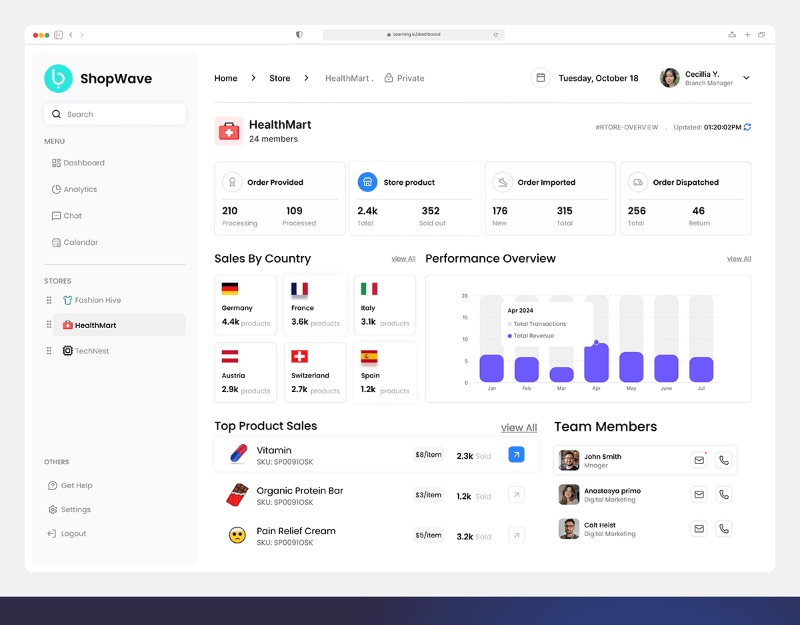 Learning.io/dashboard
ShopWave
Home
Store
HealthMart .
Private
Tuesday, October 18
Cecillia Y.
Branch Manager
Search
MENU
Dashboard
Analytics
Chat
Calendar
STORES
Fashion Hive
HealthMart
TechNest
OTHERS
Get Help
Settings
Logout
HealthMart
24 members
#RTORE-OVERVIEW . Updated: 01:20:02PM
Order Provided
210 109
Processing Processed
Store product
2.4k 352
Total Sold out
Order Imported
176 315
New Total
Order Dispatched
256 46
Total Return
Sales By Country
view All
Germany
4.4k products
France
3.6k products
Italy
3.1k products
Austria
2.9k products
Switzerland
2.7k products
Spain
1.2k products
Performance Overview
view All
20
15
10
5
0
Apr 2024
Total Transactions
Total Revenue
Jan Feb Mar Apr May June Jul
Top Product Sales
view All
Vitamin
SKU: SP0091OSK
$8/Item
2.3k Sold
Organic Protein Bar
SKU: SP0091OSK
$3/Item
1.2k Sold
Pain Relief Cream
SKU: SP0091OSK
$5/Item
3.2k Sold
Team Members
John Smith
Mnager
Anastasya primo
Digital Marketing
Colt Heist
Digital Marketing